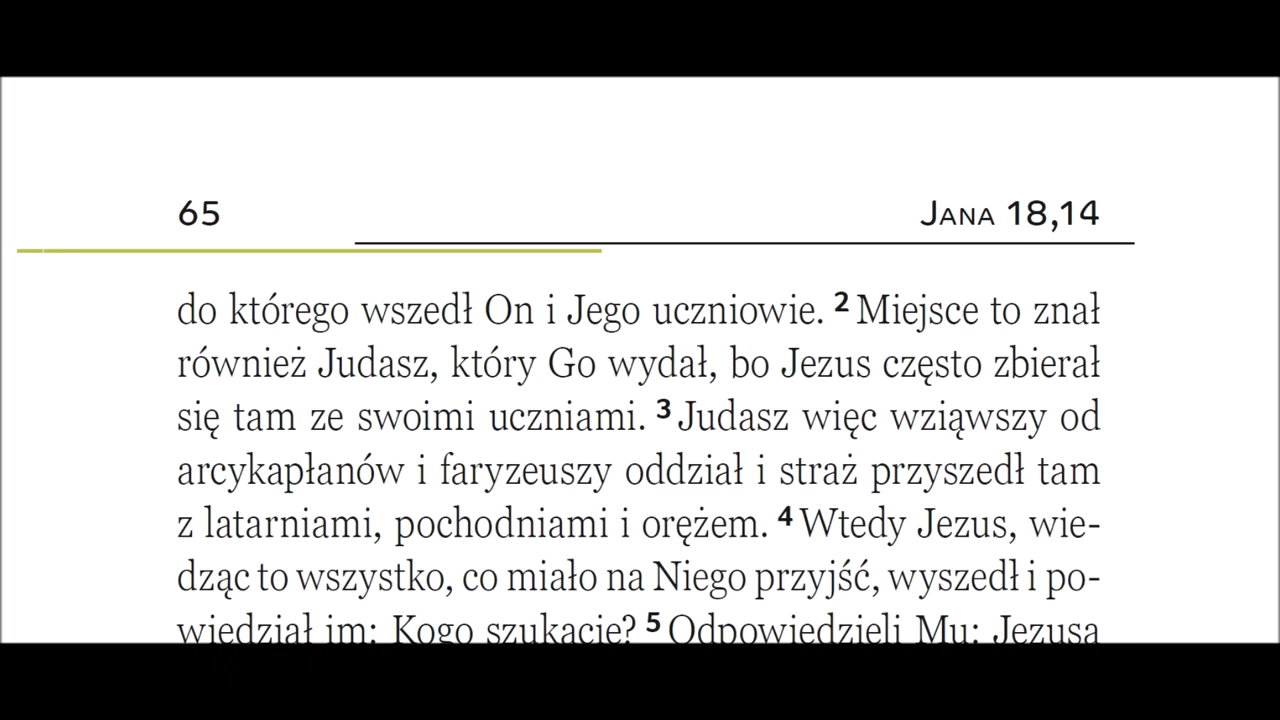 65 Jana 18,14
do którego wszedł On i Jego uczniowie. 2 Miejsce to znał
również Judasz, który Go wydał, bo Jezus często zbierał
się tam ze swoimi uczniami. 3 Judasz więc wziąwszy od
arcykapłanów i faryzeuszy oddział i straż przyszedł tam
z latarniami, pochodniami i orężem. 4 Wtedy Jezus, wie-
dząc to wszystko, co miało na Niego przyjść, wyszedł i po-
wiedział im: Kogo szukacie? 5 Odpowiedzieli Mu: Jezusa